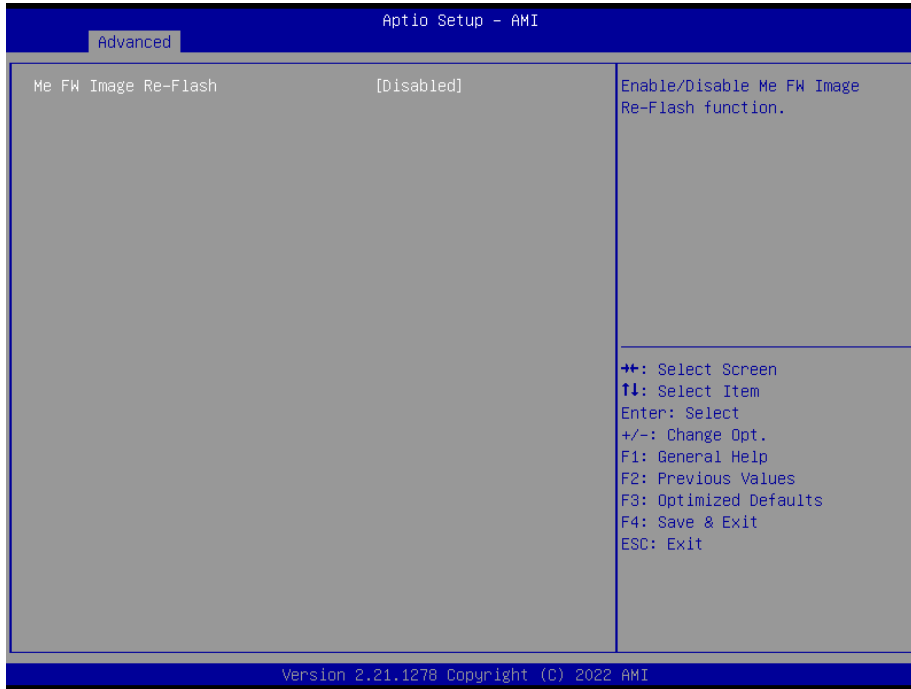 Aptio Setup – AMI
Advanced
Me FW Image Re–Flash [Disabled]
Enable/Disable Me FW Image
Re–Flash function.
→←: Select Screen
↑↓: Select Item
Enter: Select
+/–: Change Opt.
F1: General Help
F2: Previous Values
F3: Optimized Defaults
F4: Save & Exit
ESC: Exit
Version 2.21.1278 Copyright (C) 2022 AMI